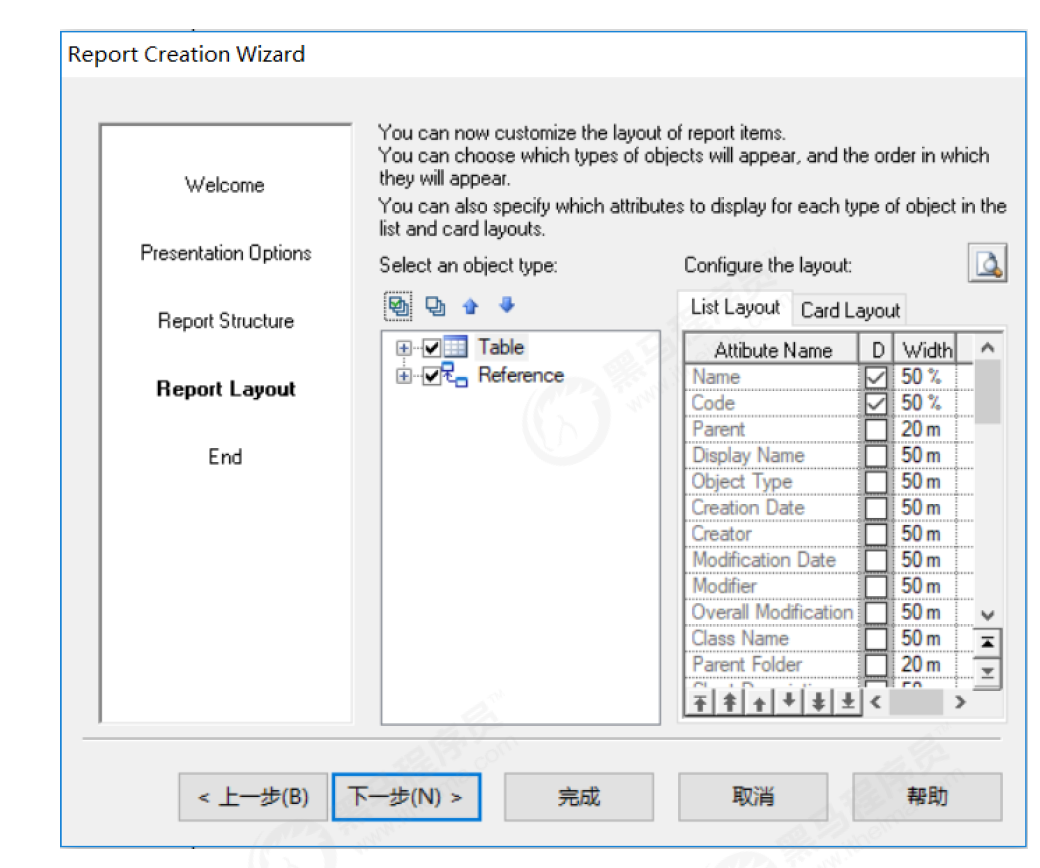 Report Creation Wizard
Welcome
Presentation Options
Report Structure
Report Layout
End
You can now customize the layout of report items.
You can choose which types of objects will appear, and the order in which
they will appear.
You can also specify which attributes to display for each type of object in the
list and card layouts.
Select an object type:
Table
Reference
Configure the layout:
List Layout Card Layout
Attibute Name D Width
Name 50 %
Code 50 %
Parent 20 m
Display Name 50 m
Object Type 50 m
Creation Date 50 m
Creator 50 m
Modification Date 50 m
Modifier 50 m
Overall Modification 50 m
Class Name 50 m
Parent Folder 20 m
< 上一步(B) 下一步(N) > 完成 取消 帮助
黑马程序员